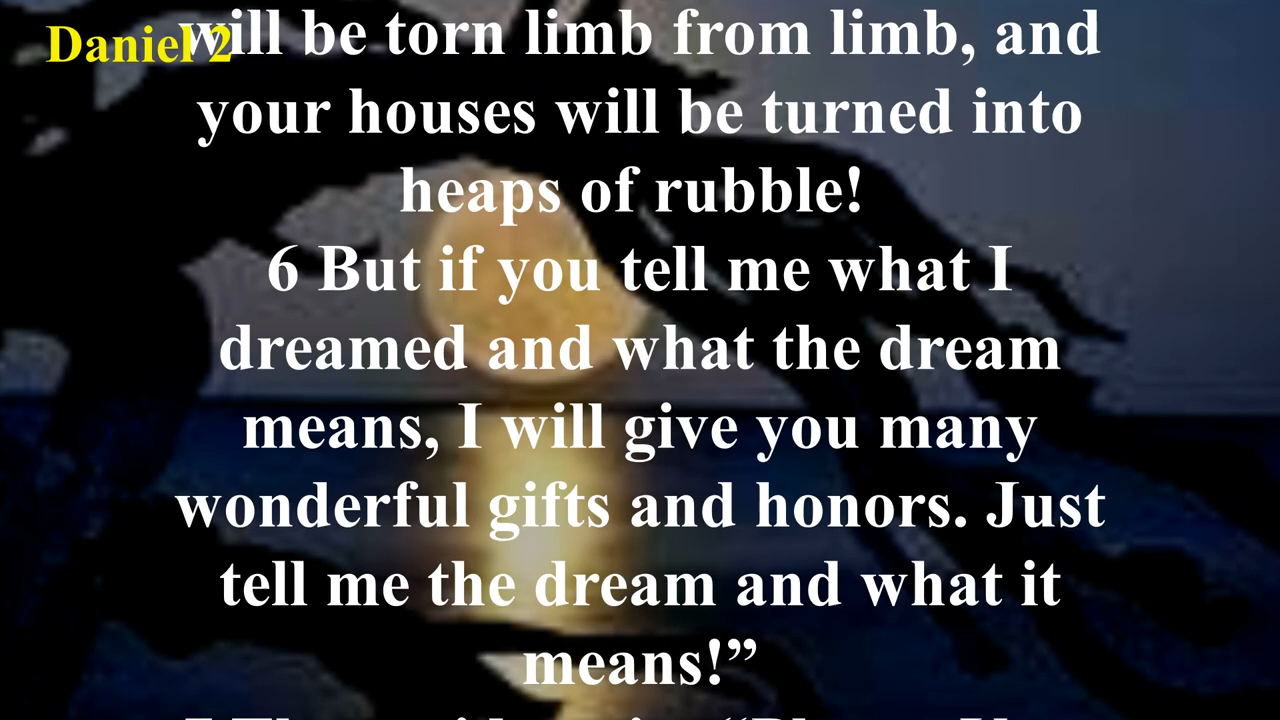 Daniel 2
will be torn limb from limb, and
your houses will be turned into
heaps of rubble!
6 But if you tell me what I
dreamed and what the dream
means, I will give you many
wonderful gifts and honors. Just
tell me the dream and what it
means!”